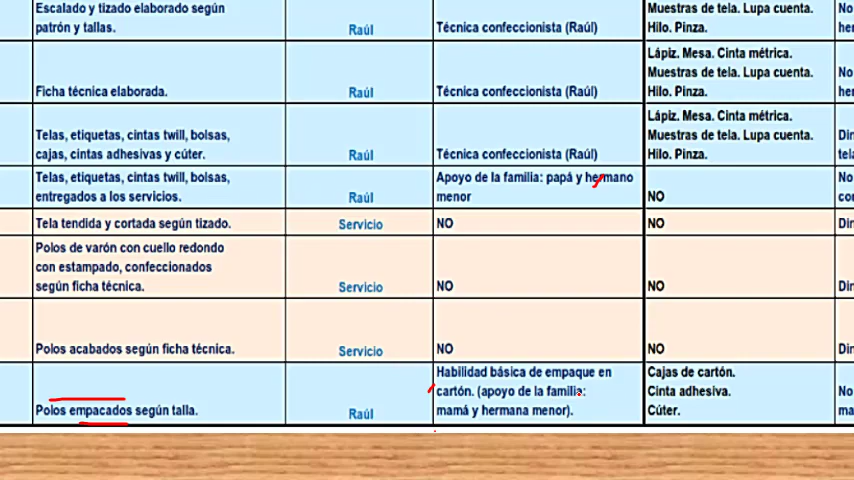 Escalado y tizado elaborado según
patrón y tallas.
Raúl
Técnica confeccionista (Raúl)
Muestras de tela. Lupa cuenta.
Hilo. Pinza.
No
Ficha técnica elaborada.
Raúl
Técnica confeccionista (Raúl)
Lápiz. Mesa. Cinta métrica.
Muestras de tela. Lupa cuenta.
Hilo. Pinza.
No
Telas, etiquetas, cintas twill, bolsas,
cajas, cintas adhesivas y cúter.
Raúl
Técnica confeccionista (Raúl)
Lápiz. Mesa. Cinta métrica.
Muestras de tela. Lupa cuenta.
Hilo. Pinza.
Telas, etiquetas, cintas twill, bolsas,
entregados a los servicios.
Raúl
Apoyo de la familia: papá y hermano
menor
NO
No
Tela tendida y cortada según tizado.
Servicio
NO
NO
Polos de varón con cuello redondo
con estampado, confeccionados
según ficha técnica.
Servicio
NO
NO
Polos acabados según ficha técnica.
Servicio
NO
NO
Polos empacados según talla.
Raúl
Habilidad básica de empaque en
cartón. (apoyo de la familia:
mamá y hermana menor).
Cajas de cartón.
Cinta adhesiva.
Cúter.
No